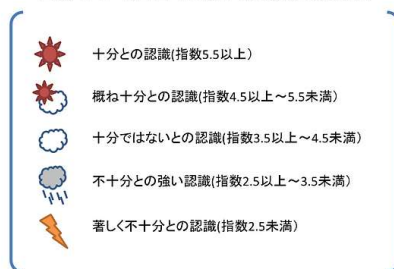 十分との認識(指数5.5以上)
概ね十分との認識(指数4.5以上～5.5未満)
十分ではないとの認識(指数3.5以上～4.5未満)
不十分との強い認識(指数2.5以上～3.5未満)
著しく不十分との認識(指数2.5未満)